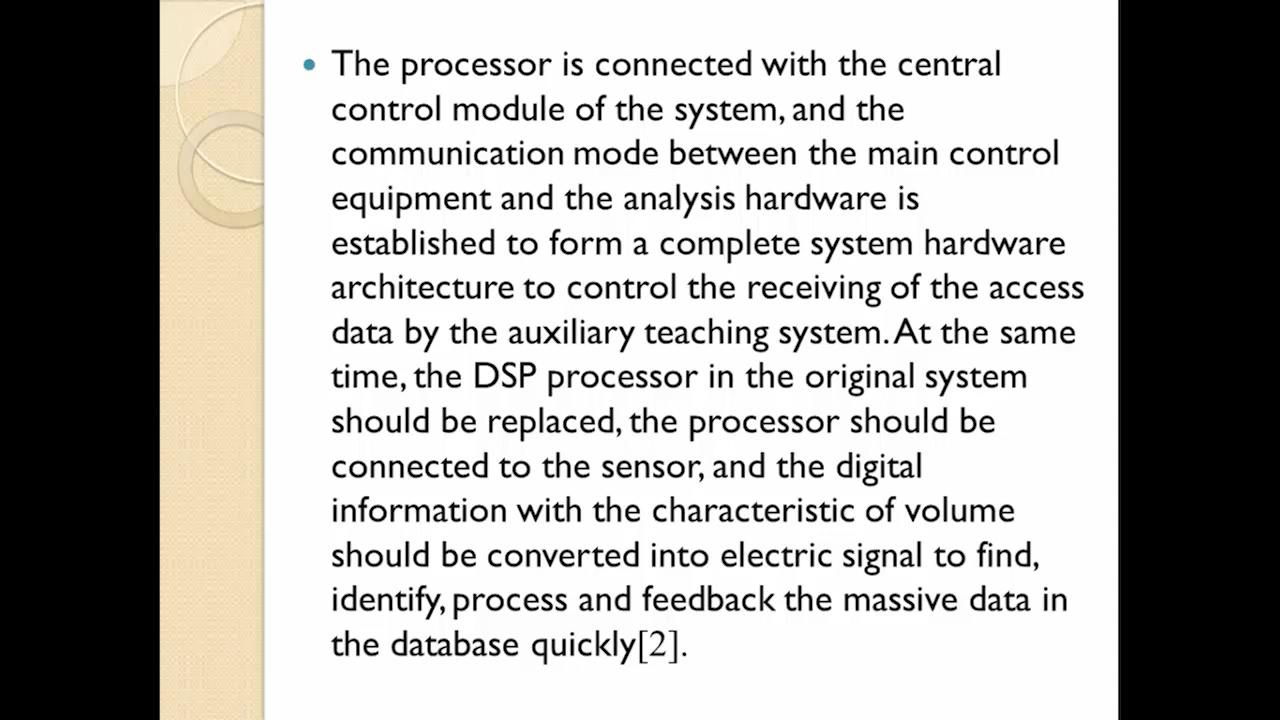 • The processor is connected with the central
control module of the system, and the
communication mode between the main control
equipment and the analysis hardware is
established to form a complete system hardware
architecture to control the receiving of the access
data by the auxiliary teaching system. At the same
time, the DSP processor in the original system
should be replaced, the processor should be
connected to the sensor, and the digital
information with the characteristic of volume
should be converted into electric signal to find,
identify, process and feedback the massive data in
the database quickly[2].